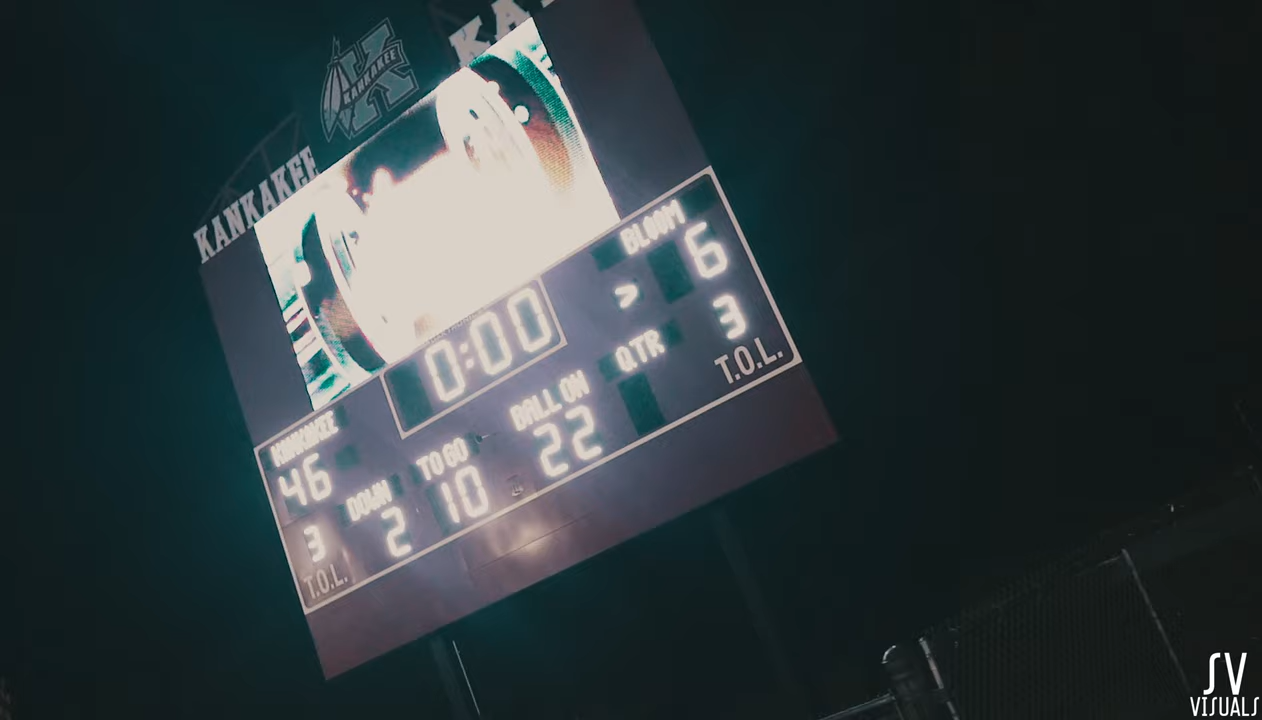 KANKAKEE
K
KANKAKEE
KA
BLOOM
6
0:00
>
3
QTR
T.O.L.
KANKAKEE
46
DOWN
2
TO GO
10
BALL ON
22
3
T.O.L.
SV
VISUALS